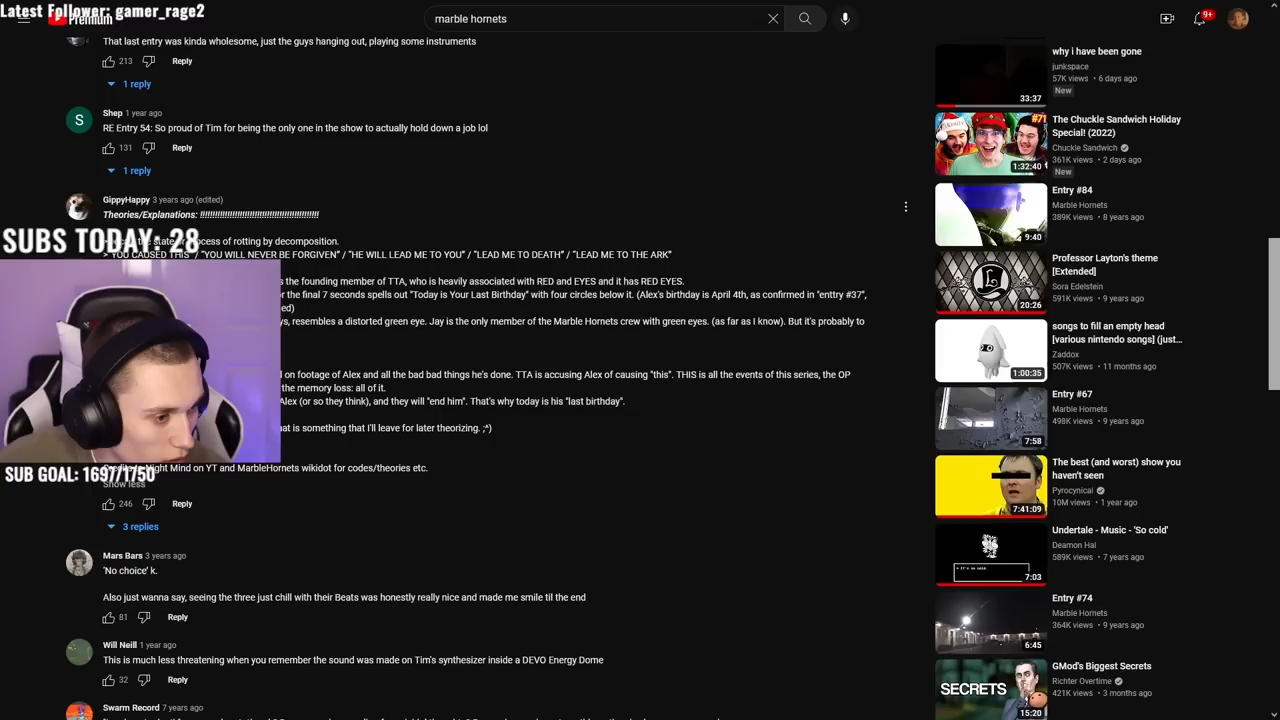 Latest Follower: gamer_rage2
Premium
marble hornets
9+
That last entry was kinda wholesome, just the guys hanging out, playing some instruments
213 Reply
1 reply
S
Shep 1 year ago
RE Entry 54: So proud of Tim for being the only one in the show to actually hold down a job lol
131 Reply
1 reply
GippyHappy 3 years ago (edited)
Theories/Explanations:
SUBS TODAY: 28
of rotting by decomposition.
> YOU CAUSED THIS" / "YOU WILL NEVER BE FORGIVEN" / "HE WILL LEAD ME TO YOU" / "LEAD ME TO DEATH" / "LEAD ME TO THE ARK"
s the founding member of TTA, who is heavily associated with RED and EYES and it has RED EYES.
or the final 7 seconds spells out "Today is Your Last Birthday" with four circles below it. (Alex's birthday is April 4th, as confirmed in "entry #37",
ed)
ys, resembles a distorted green eye. Jay is the only member of the Marble Hornets crew with green eyes. (as far as I know). But it's probably to
d on footage of Alex and all the bad bad things he's done. TTA is accusing Alex of causing "this". THIS is all the events of this series, the OP
the memory loss: all of it.
Alex (or so they think), and they will "end him". That's why today is his "last birthday".
at is something that I'll leave for later theorizing. ;^)
SUB GOAL: 1697/1750
Night Mind on YT and MarbleHornets wikidot for codes/theories etc.
Show less
246 Reply
3 replies
Mars Bars 3 years ago
'No choice' k.
Also just wanna say, seeing the three just chill with their Beats was honestly really nice and made me smile til the end
81 Reply
Will Neill 1 year ago
This is much less threatening when you remember the sound was made on Tim's synthesizer inside a DEVO Energy Dome
32 Reply
Swarm Record 7 years ago
why i have been gone
junkspace
57K views • 6 days ago
New
33:37
The Chuckle Sandwich Holiday
Special! (2022)
Chuckle Sandwich
361K views • 2 days ago
New
#71
1:32:40
Entry #84
Marble Hornets
389K views • 8 years ago
9:40
Professor Layton's theme
[Extended]
Sora Edelstein
591K views • 9 years ago
L
20:26
songs to fill an empty head
[various nintendo songs] (just...
Zaddox
507K views • 11 months ago
1:00:35
Entry #67
Marble Hornets
498K views • 9 years ago
7:58
The best (and worst) show you
haven't seen
Pyrocynical
10M views • 1 year ago
7:41:09
Undertale - Music - 'So cold'
Deamon Hal
589K views • 7 years ago
7:03
Entry #74
Marble Hornets
364K views • 9 years ago
6:45
GMod's Biggest Secrets
Richter Overtime
421K views • 3 months ago
SECRETS
15:20